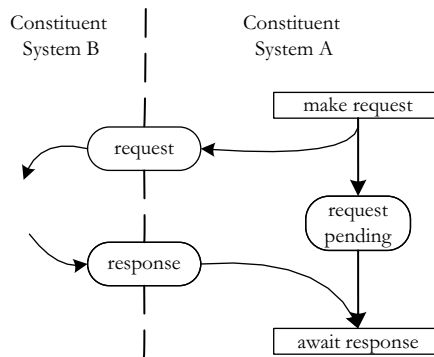 Constituent
System B
Constituent
System A
make request
request
request
pending
response
await response